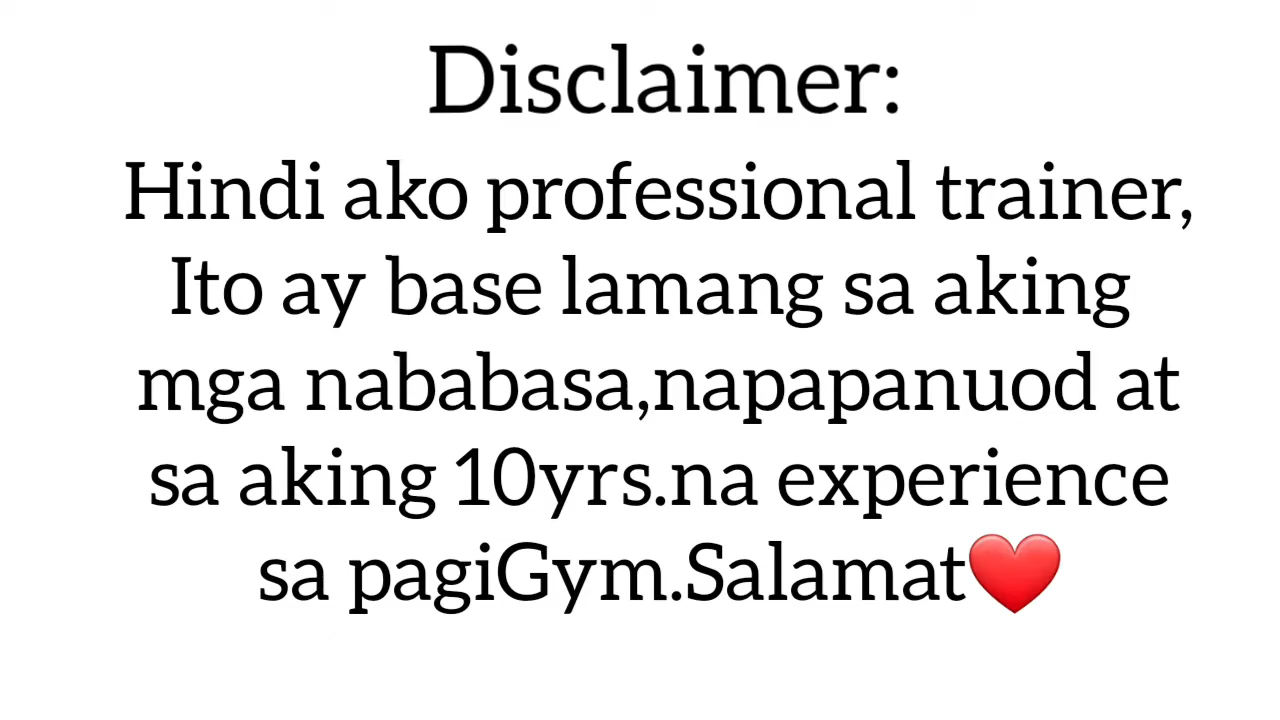 Disclaimer:
Hindi ako professional trainer,
Ito ay base lamang sa aking
mga nababasa,napapanuod at
sa aking 10yrs.na experience
sa pagiGym.Salamat❤️